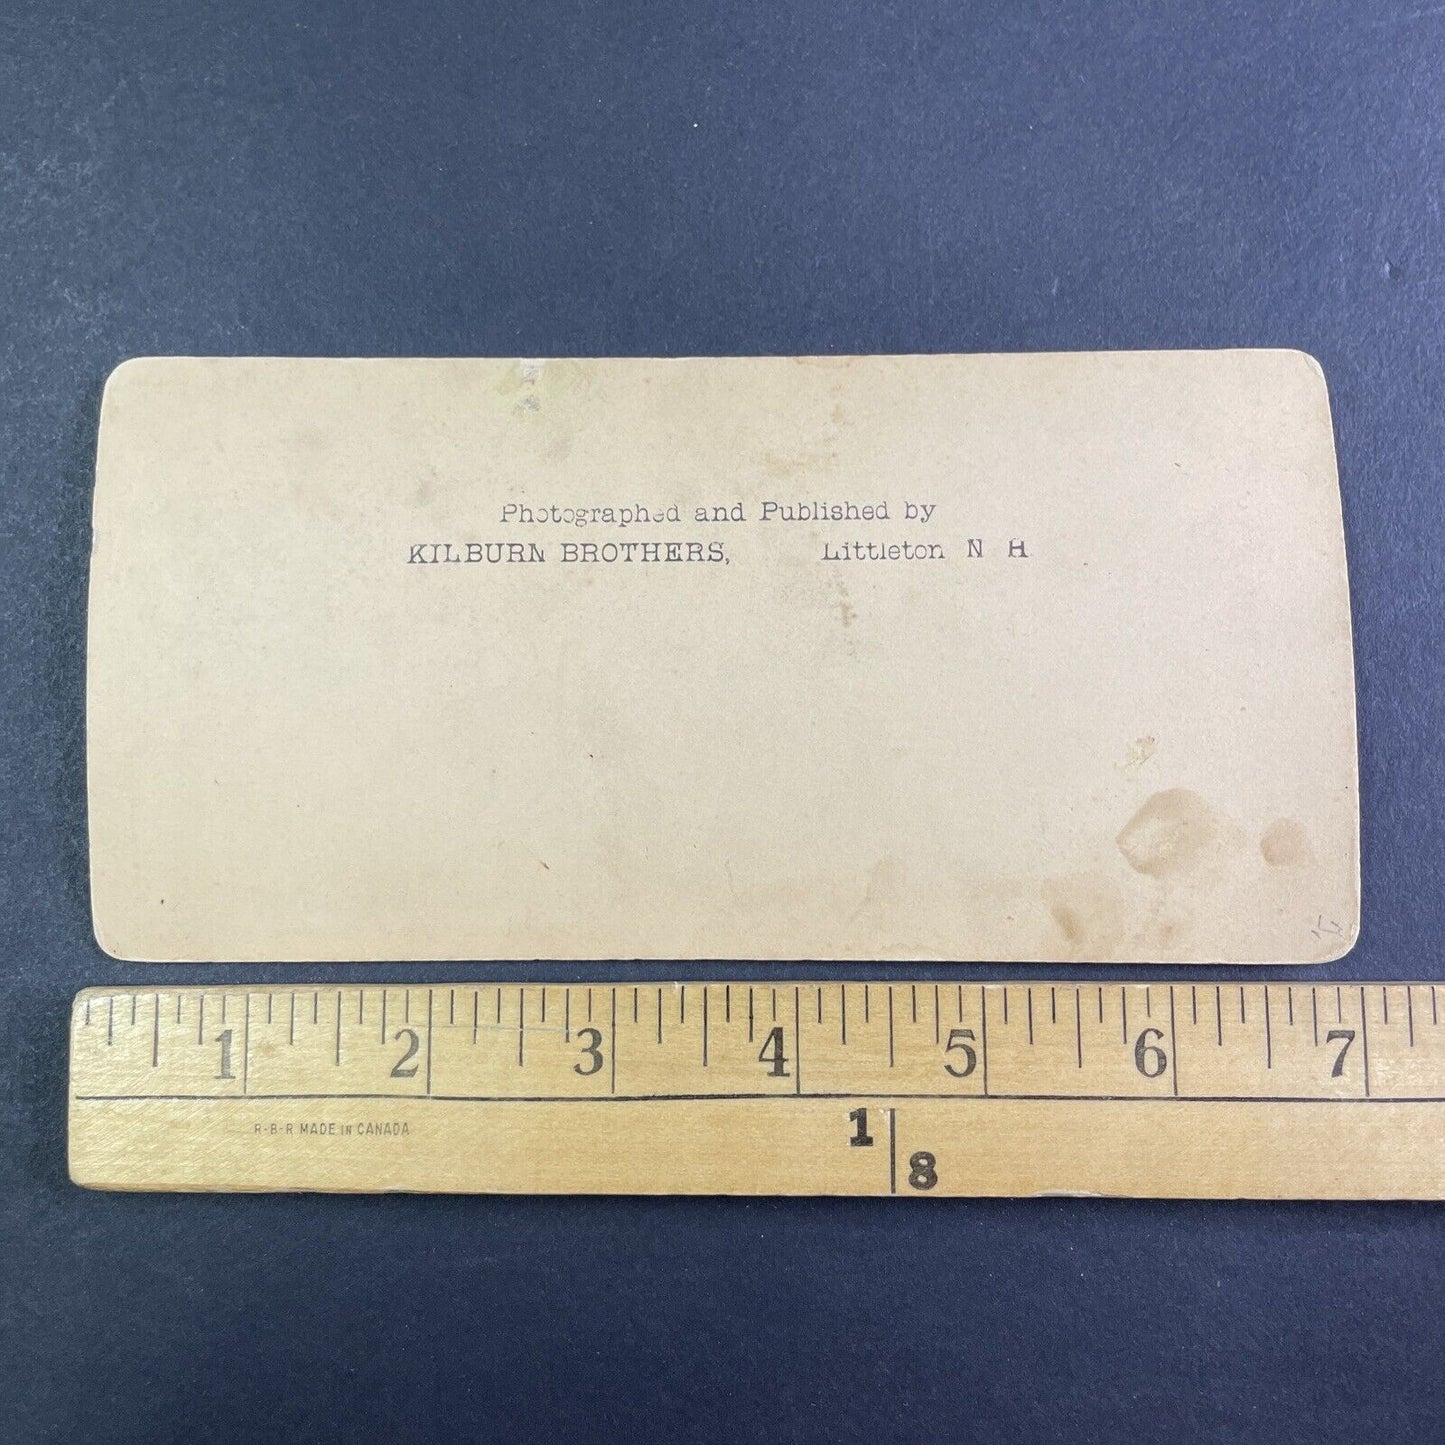 Photographed and Published by
KILBURN BROTHERS, Littleton N H
1 2 3 4 5 6 7
R-B-R MADE IN CANADA
1
8